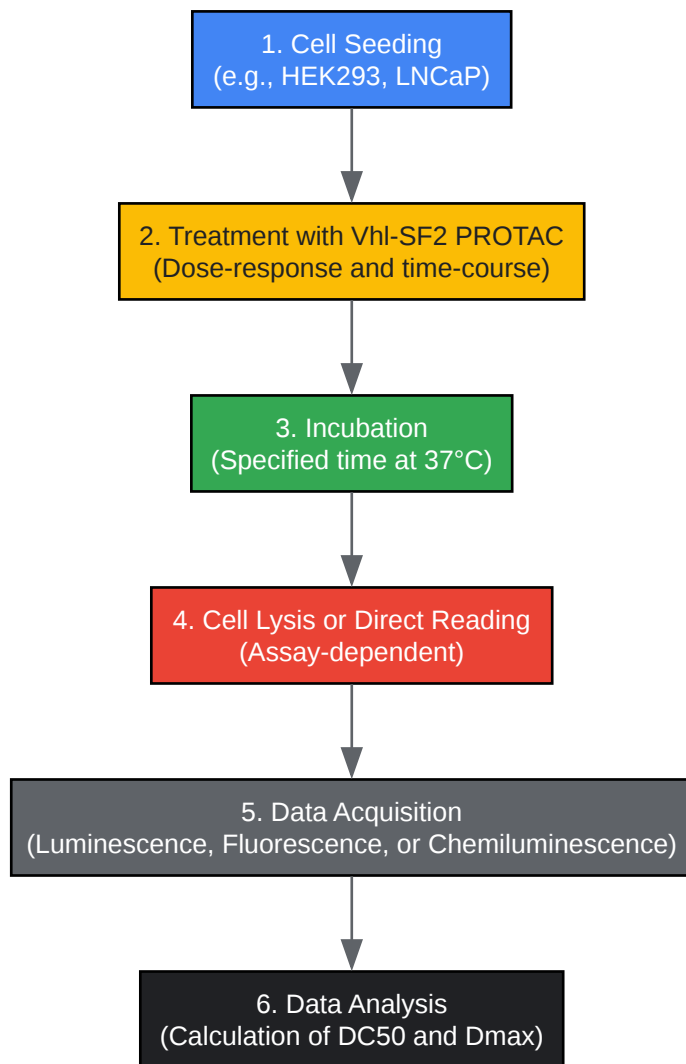 1. Cell Seeding
(e.g., HEK293, LNCaP)
2. Treatment with Vhl-SF2 PROTAC
(Dose-response and time-course)
3. Incubation
(Specified time at 37°C)
4. Cell Lysis or Direct Reading
(Assay-dependent)
5. Data Acquisition
(Luminescence, Fluorescence, or Chemiluminescence)
6. Data Analysis
(Calculation of DC50 and Dmax)